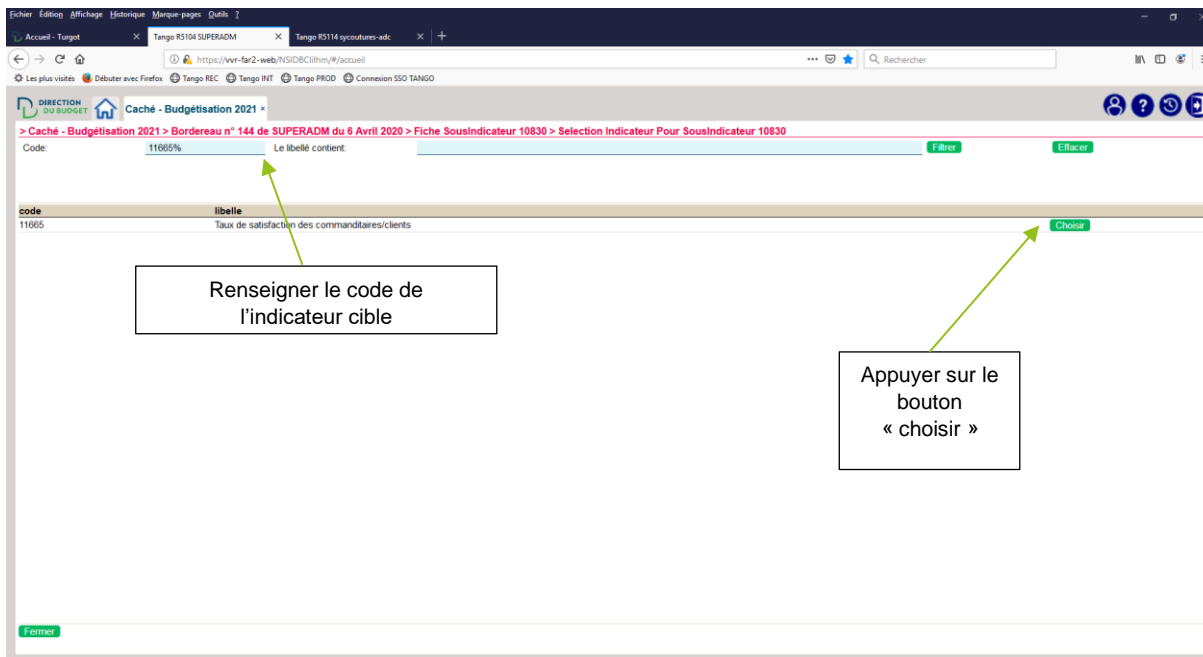 Fichier Édition Affichage Historique Marque-pages Outils ?
Accueil - Turgot × Tango R5104 SUPERADM × Tango R5114 sycoutures-adc × +
https://vvr-far2-web/NSIDBClilhm/#/accueil ... Rechercher
Les plus visités Débuter avec Firefox Tango REC Tango INT Tango PROD Connexion SSO TANGO
DIRECTION DU BUDGET Caché - Budgétisation 2021 ×
> Caché - Budgétisation 2021 > Bordereau n° 144 de SUPERADM du 6 Avril 2020 > Fiche SousIndicateur 10830 > Selection Indicateur Pour SousIndicateur 10830
Code: 11665% Le libellé contient: Filtrer Effacer
code libelle
11665 Taux de satisfaction des commanditaires/clients Choisir
Renseigner le code de
l'indicateur cible
Appuyer sur le
bouton
« choisir »
Fermer